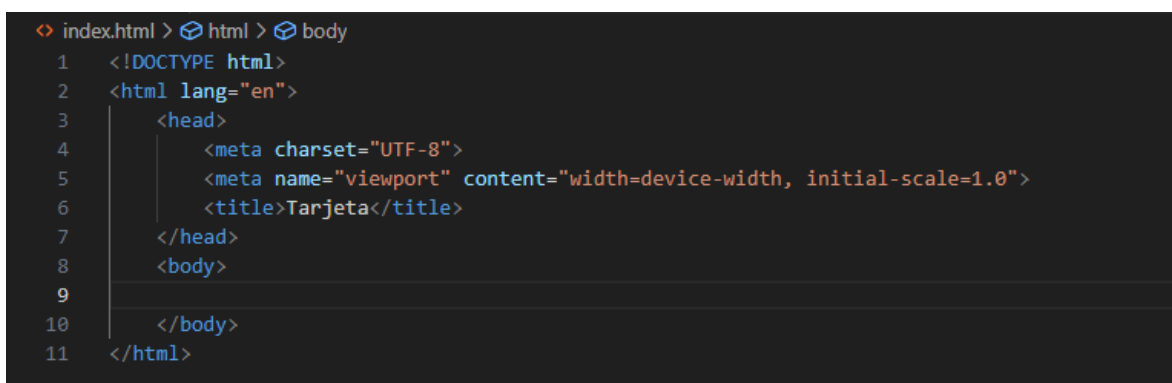 index.html > html > body
1 <!DOCTYPE html>
2 <html lang="en">
3 <head>
4 <meta charset="UTF-8">
5 <meta name="viewport" content="width=device-width, initial-scale=1.0">
6 <title>Tarjeta</title>
7 </head>
8 <body>
9
10 </body>
11 </html>